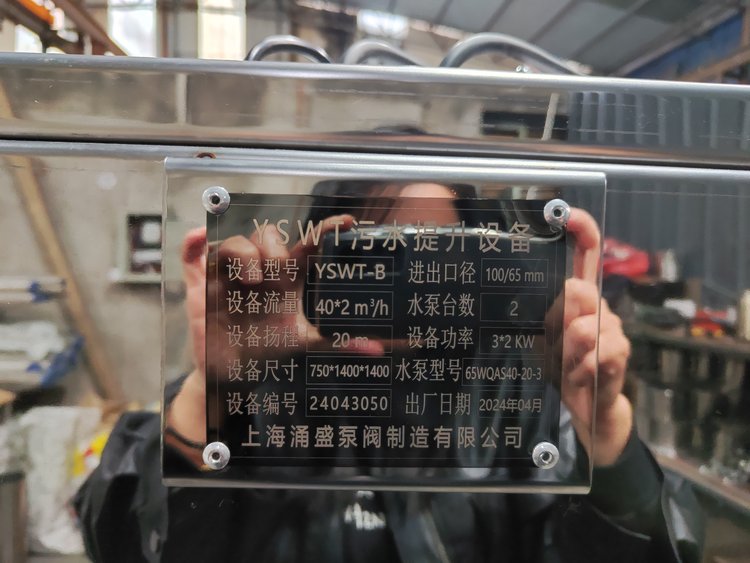 YSWT污水提升设备
设备型号 YSWT-B 进出口径 100/65 mm
设备流量 40*2 m³/h 水泵台数 2
设备扬程 20 m 设备功率 3*2 KW
设备尺寸 750*1400*1400 水泵型号 65WQAS40-20-3
设备编号 24043050 出厂日期 2024年04月
上海涌盛泵阀制造有限公司